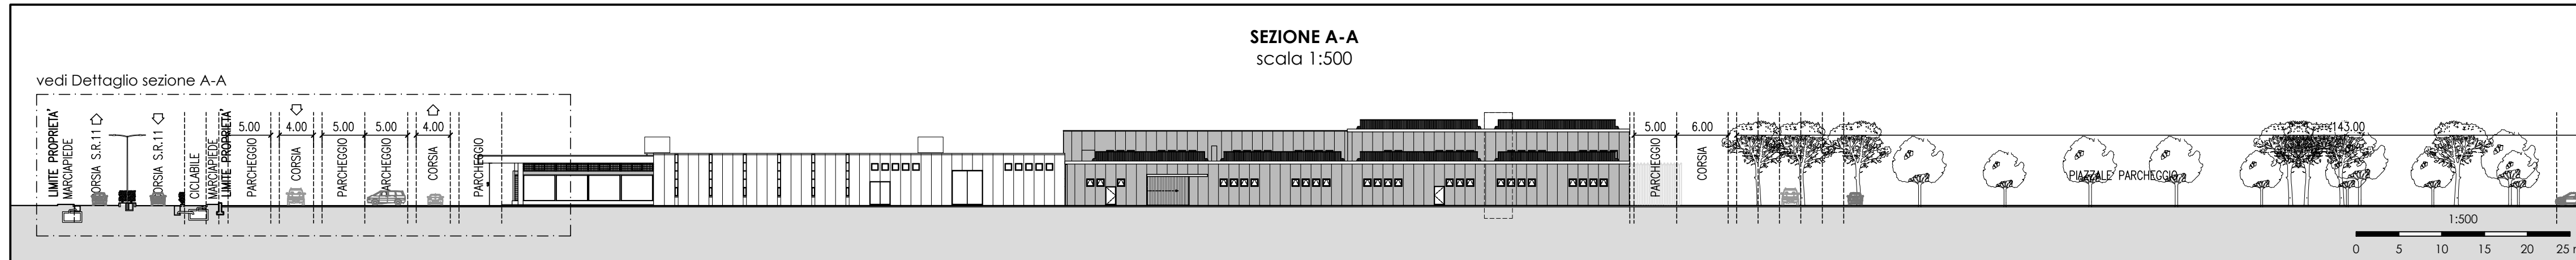 SEZIONE A-A
scala 1:500
vedi Dettaglio sezione A-A
LIMITE PROPRIETA'
MARCIAPIEDE
CORSIA S.R.11
CORSIA S.R.11
CICLABILE
MARCIAPIEDE
LIMITE PROPRIETA'
5.00
PARCHEGGIO
4.00
CORSIA
5.00
PARCHEGGIO
5.00
PARCHEGGIO
4.00
CORSIA
PARCHEGGIO
5.00
PARCHEGGIO
6.00
CORSIA
143.00
PIAZZALE PARCHEGGIO
1:500
0 5 10 15 20 25